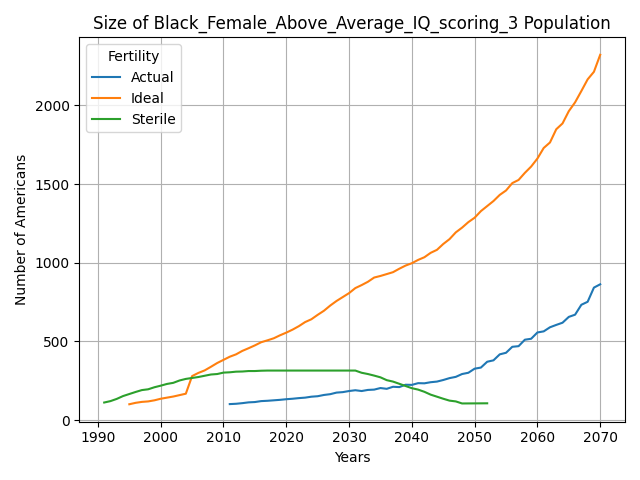 Size of Black_Female_Above_Average_IQ_scoring_3 Population
Fertility
Actual
Ideal
Sterile
Number of Americans
2000
1500
1000
500
0
1990 2000 2010 2020 2030 2040 2050 2060 2070
Years